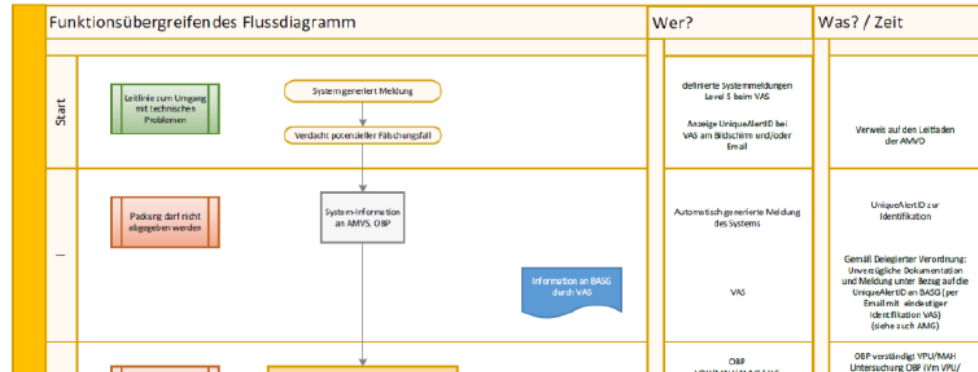 Funktionsübergreifendes Flussdiagramm
Wer?
Was? / Zeit
Start
Leitlinie zum Umgang
mit technischen
Problemen
System generiert Meldung
Verdacht potenzieller Fälschungsfall
definierte Systemmeldungen
Level 5 beim VAS
Anzeige UniqueAlertID bei
VAS am Bildschirm und/oder
Email
Verweis auf den Leitfaden
der AMVO
I
Packung darf nicht
abgegeben werden
System-Information
an AMVS, OBP
Information an BASG
durch VAS
Automatisch generierte Meldung
des Systems
VAS
UniqueAlertID zur
Identifikation
Gemäß Delegierter Verordnung:
Unverzügliche Dokumentation
und Meldung unter Bezug auf die
UniqueAlertID an BASG (per
Email mit eindeutiger
Identifikation VAS)
(siehe auch AMG)
OBP
OBP verständigt VPU/MAH
Untersuchung OBP iVm VPU/